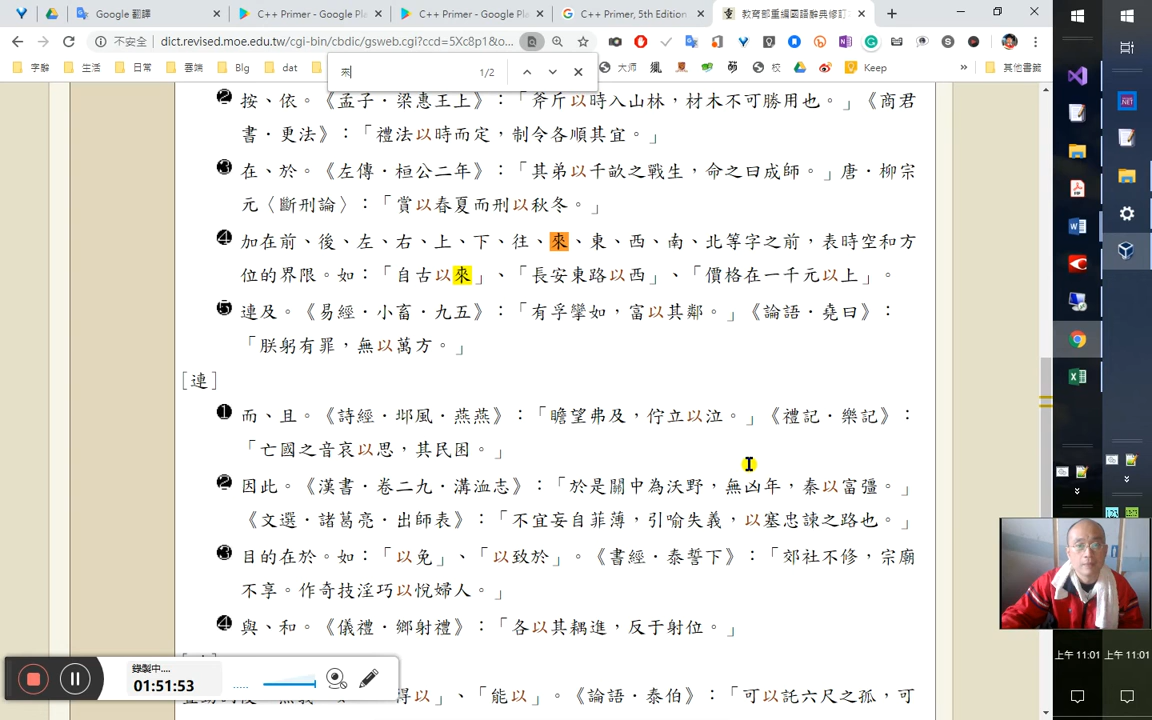 Google 翻譯
C++ Primer - Google Pl
C++ Primer - Google Pl
C++ Primer, 5th Edition
教育部重編國語辭典修訂
不安全 dict.revised.moe.edu.tw/cgi-bin/cbdic/gsweb.cgi?ccd=5Xc8p1&o...
字辭 生活 日常 雲端 Blg dat 大师 萌 校 Keep » 其他書籤
1/2
❷ 按、依。《孟子·梁惠王上》:「斧斤以時入山林,材木不可勝用也。」《商君
書·更法》:「禮法以時而定,制令各順其宜。」
❸ 在、於。《左傳·桓公二年》:「其弟以千畝之戰生,命之曰成師。」唐·柳宗
元〈斷刑論〉:「賞以春夏而刑以秋冬。」
❹ 加在前、後、左、右、上、下、往、來、東、西、南、北等字之前,表時空和方
位的界限。如:「自古以來」、「長安東路以西」、「價格在一千元以上」。
❺ 連及。《易經·小畜·九五》:「有孚攣如,富以其鄰。」《論語·堯曰》:
「朕躬有罪,無以萬方。」
[連]
❶ 而、且。《詩經·邶風·燕燕》:「瞻望弗及,佇立以泣。」《禮記·樂記》:
「亡國之音哀以思,其民困。」
❷ 因此。《漢書·卷二九·溝洫志》:「於是關中為沃野,無凶年,秦以富彊。」
《文選·諸葛亮·出師表》:「不宜妄自菲薄,引喻失義,以塞忠諫之路也。」
❸ 目的在於。如:「以免」、「以致於」。《書經·泰誓下》:「郊社不修,宗廟
不享。作奇技淫巧以悅婦人。」
❹ 與、和。《儀禮·鄉射禮》:「各以其耦進,反于射位。」
得以」、「能以」。《論語·泰伯》:「可以託六尺之孤,可
錄製中....
01:51:53
上午 11:01 上午 11:01